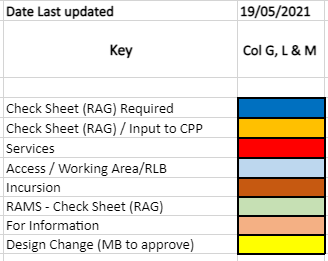 Date Last updated 19/05/2021
Key Col G, L & M
Check Sheet (RAG) Required
Check Sheet (RAG) / Input to CPP
Services
Access / Working Area/RLB
Incursion
RAMS - Check Sheet (RAG)
For Information
Design Change (MB to approve)